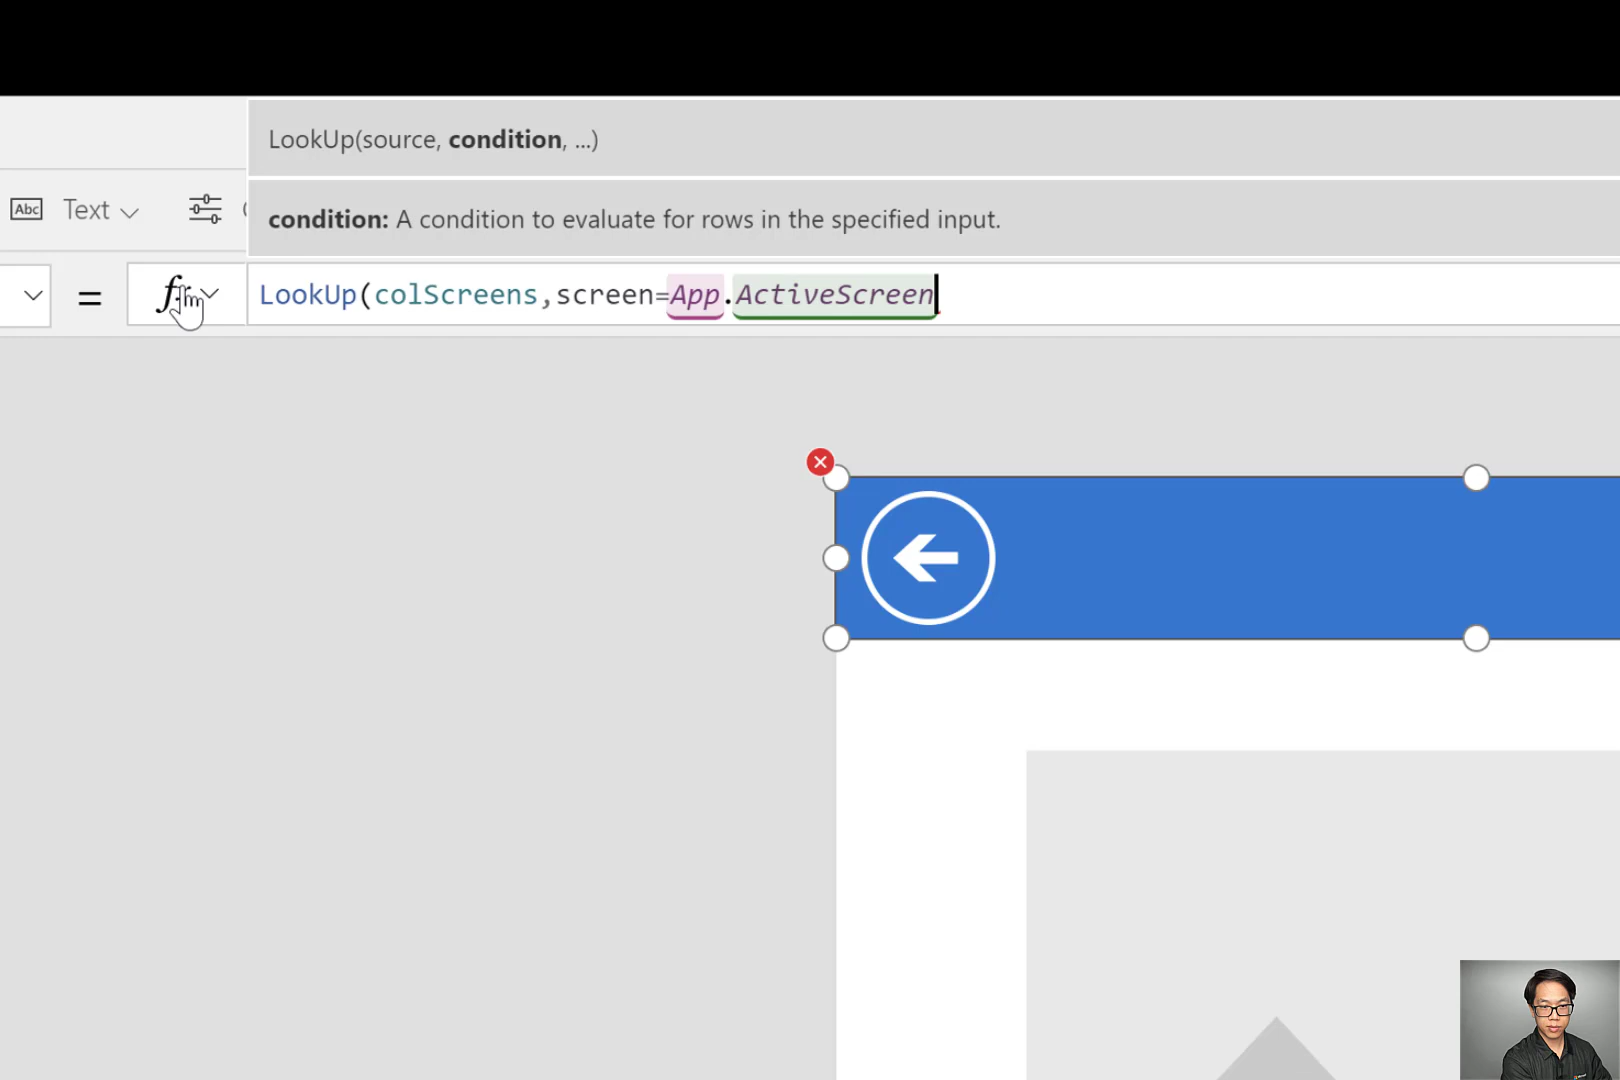 LookUp(source, condition, ...)
Abc Text
condition: A condition to evaluate for rows in the specified input.
= LookUp(colScreens,screen=App.ActiveScreen